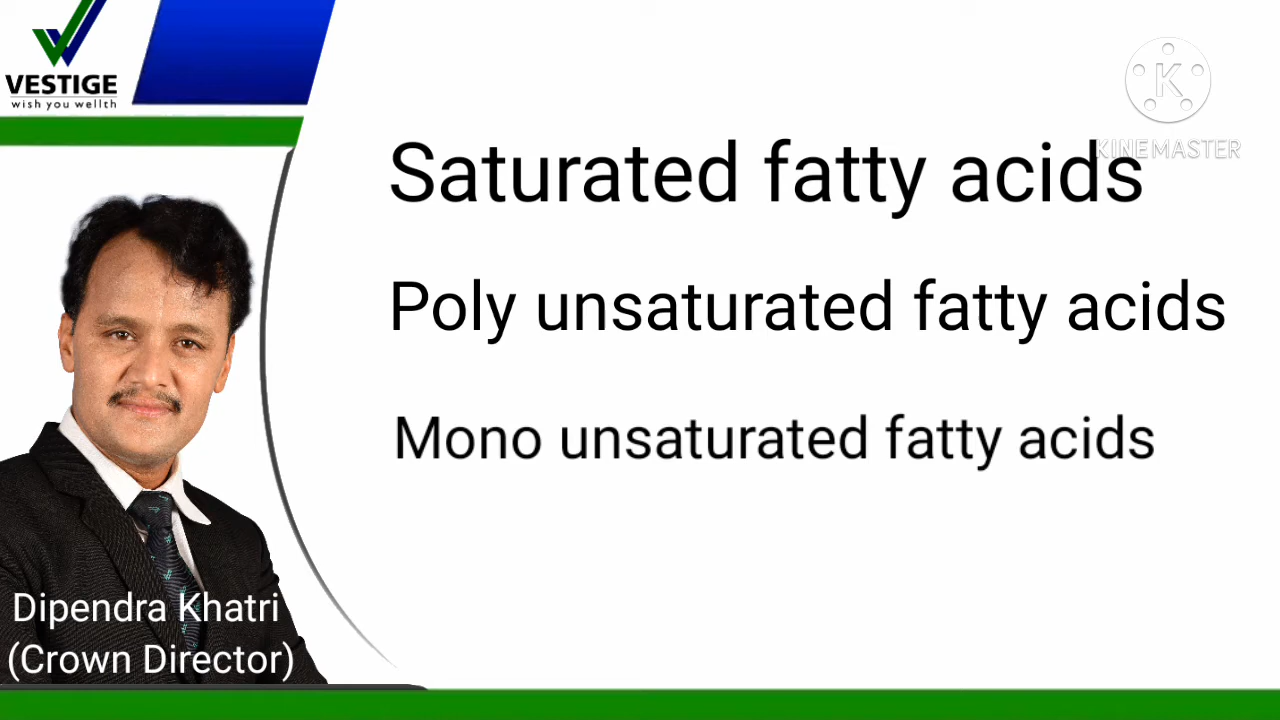 VESTIGE
wish you wellth
K
KINEMASTER
Saturated fatty acids
Poly unsaturated fatty acids
Mono unsaturated fatty acids
Dipendra Khatri
(Crown Director)